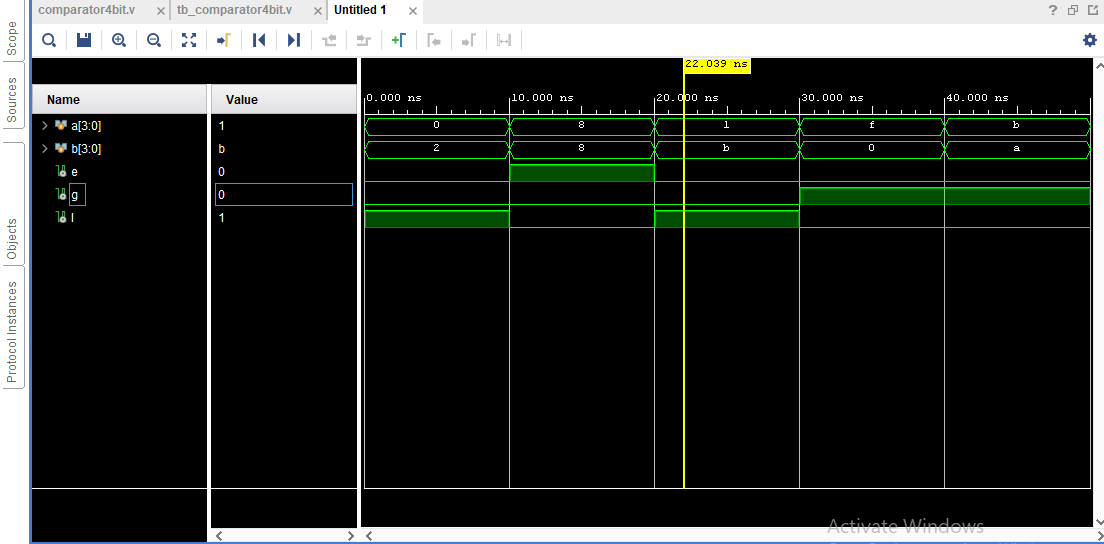 comparator4bit.v × tb_comparator4bit.v × Untitled 1 ×
?
Scope
Sources
Objects
Protocol Instances
22.039 ns
Name Value
0.000 ns 10.000 ns 20.000 ns 30.000 ns 40.000 ns
a[3:0] 1 0 8 1 f b
b[3:0] b 2 8 b 0 a
e 0
g 0
l 1
Activate Windows